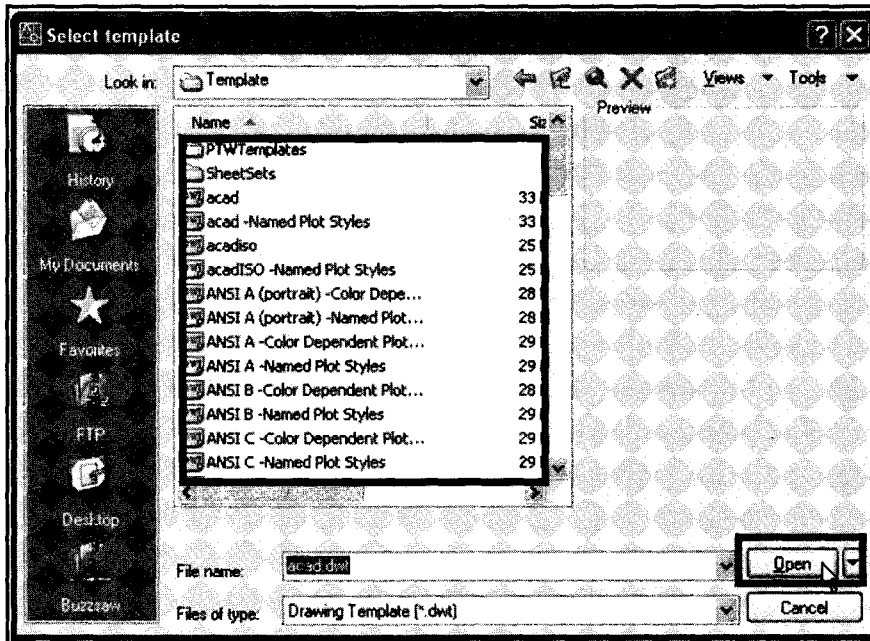 Select template
Look in:
Template
Views
Tools
Preview
Name
Siz
History
My Documents
Favorites
FTP
Desktop
Buzzsaw
PTWTemplates
SheetSets
acad 33
acad -Named Plot Styles 33
acadiso 25
acadISO -Named Plot Styles 25
ANSI A (portrait) -Color Depe... 28
ANSI A (portrait) -Named Plot... 28
ANSI A -Color Dependent Plot... 29
ANSI A -Named Plot Styles 29
ANSI B -Color Dependent Plot... 28
ANSI B -Named Plot Styles 29
ANSI C -Color Dependent Plot... 29
ANSI C -Named Plot Styles 29
File name:
acad.dwt
Open
Files of type:
Drawing Template (*.dwt)
Cancel